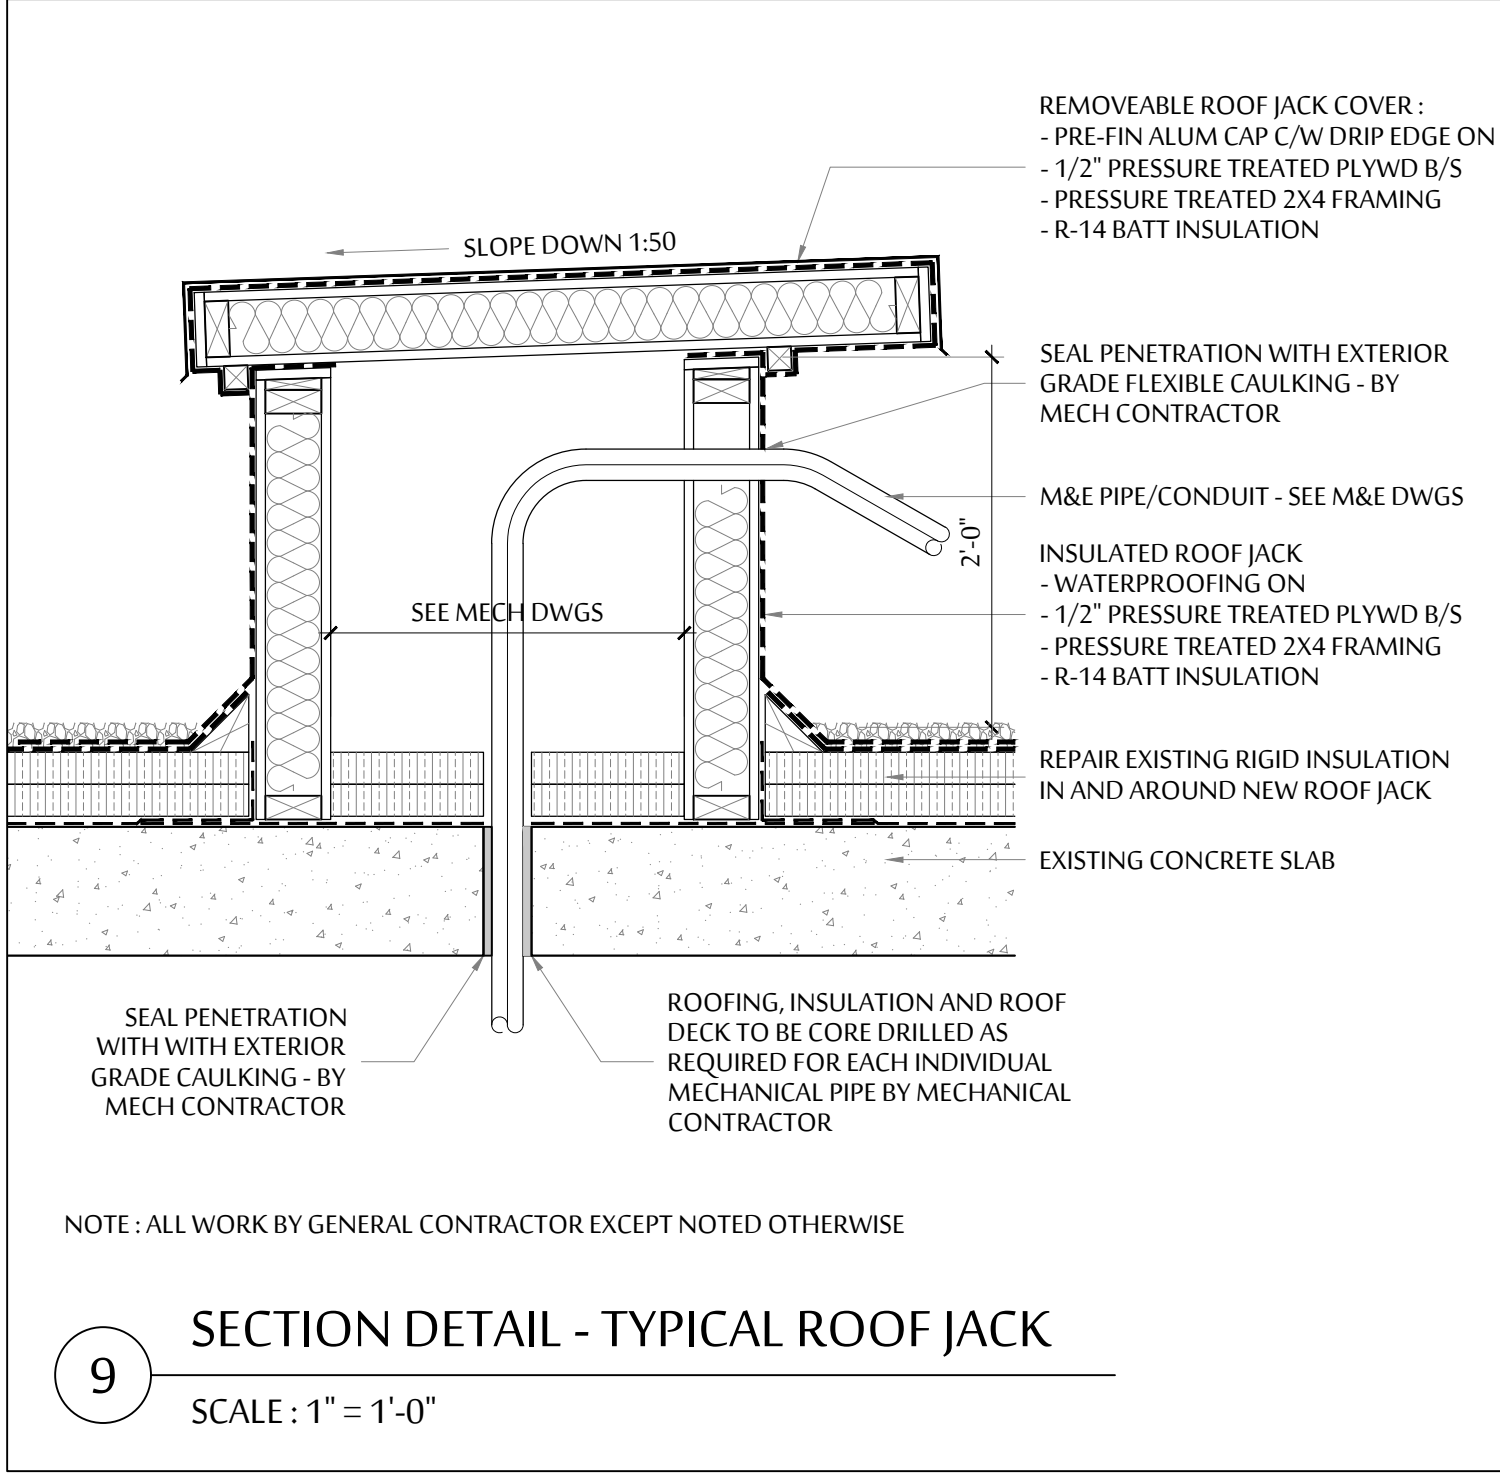 REMOVEABLE ROOF JACK COVER :
- PRE-FIN ALUM CAP C/W DRIP EDGE ON
- 1/2" PRESSURE TREATED PLYWD B/S
- PRESSURE TREATED 2X4 FRAMING
- R-14 BATT INSULATION
SLOPE DOWN 1:50
SEAL PENETRATION WITH EXTERIOR
GRADE FLEXIBLE CAULKING - BY
MECH CONTRACTOR
M&E PIPE/CONDUIT - SEE M&E DWGS
2'-0"
INSULATED ROOF JACK
- WATERPROOFING ON
- 1/2" PRESSURE TREATED PLYWD B/S
- PRESSURE TREATED 2X4 FRAMING
- R-14 BATT INSULATION
SEE MECH DWGS
REPAIR EXISTING RIGID INSULATION
IN AND AROUND NEW ROOF JACK
EXISTING CONCRETE SLAB
SEAL PENETRATION
WITH WITH EXTERIOR
GRADE CAULKING - BY
MECH CONTRACTOR
ROOFING, INSULATION AND ROOF
DECK TO BE CORE DRILLED AS
REQUIRED FOR EACH INDIVIDUAL
MECHANICAL PIPE BY MECHANICAL
CONTRACTOR
NOTE : ALL WORK BY GENERAL CONTRACTOR EXCEPT NOTED OTHERWISE
9
SECTION DETAIL - TYPICAL ROOF JACK
SCALE : 1" = 1'-0"